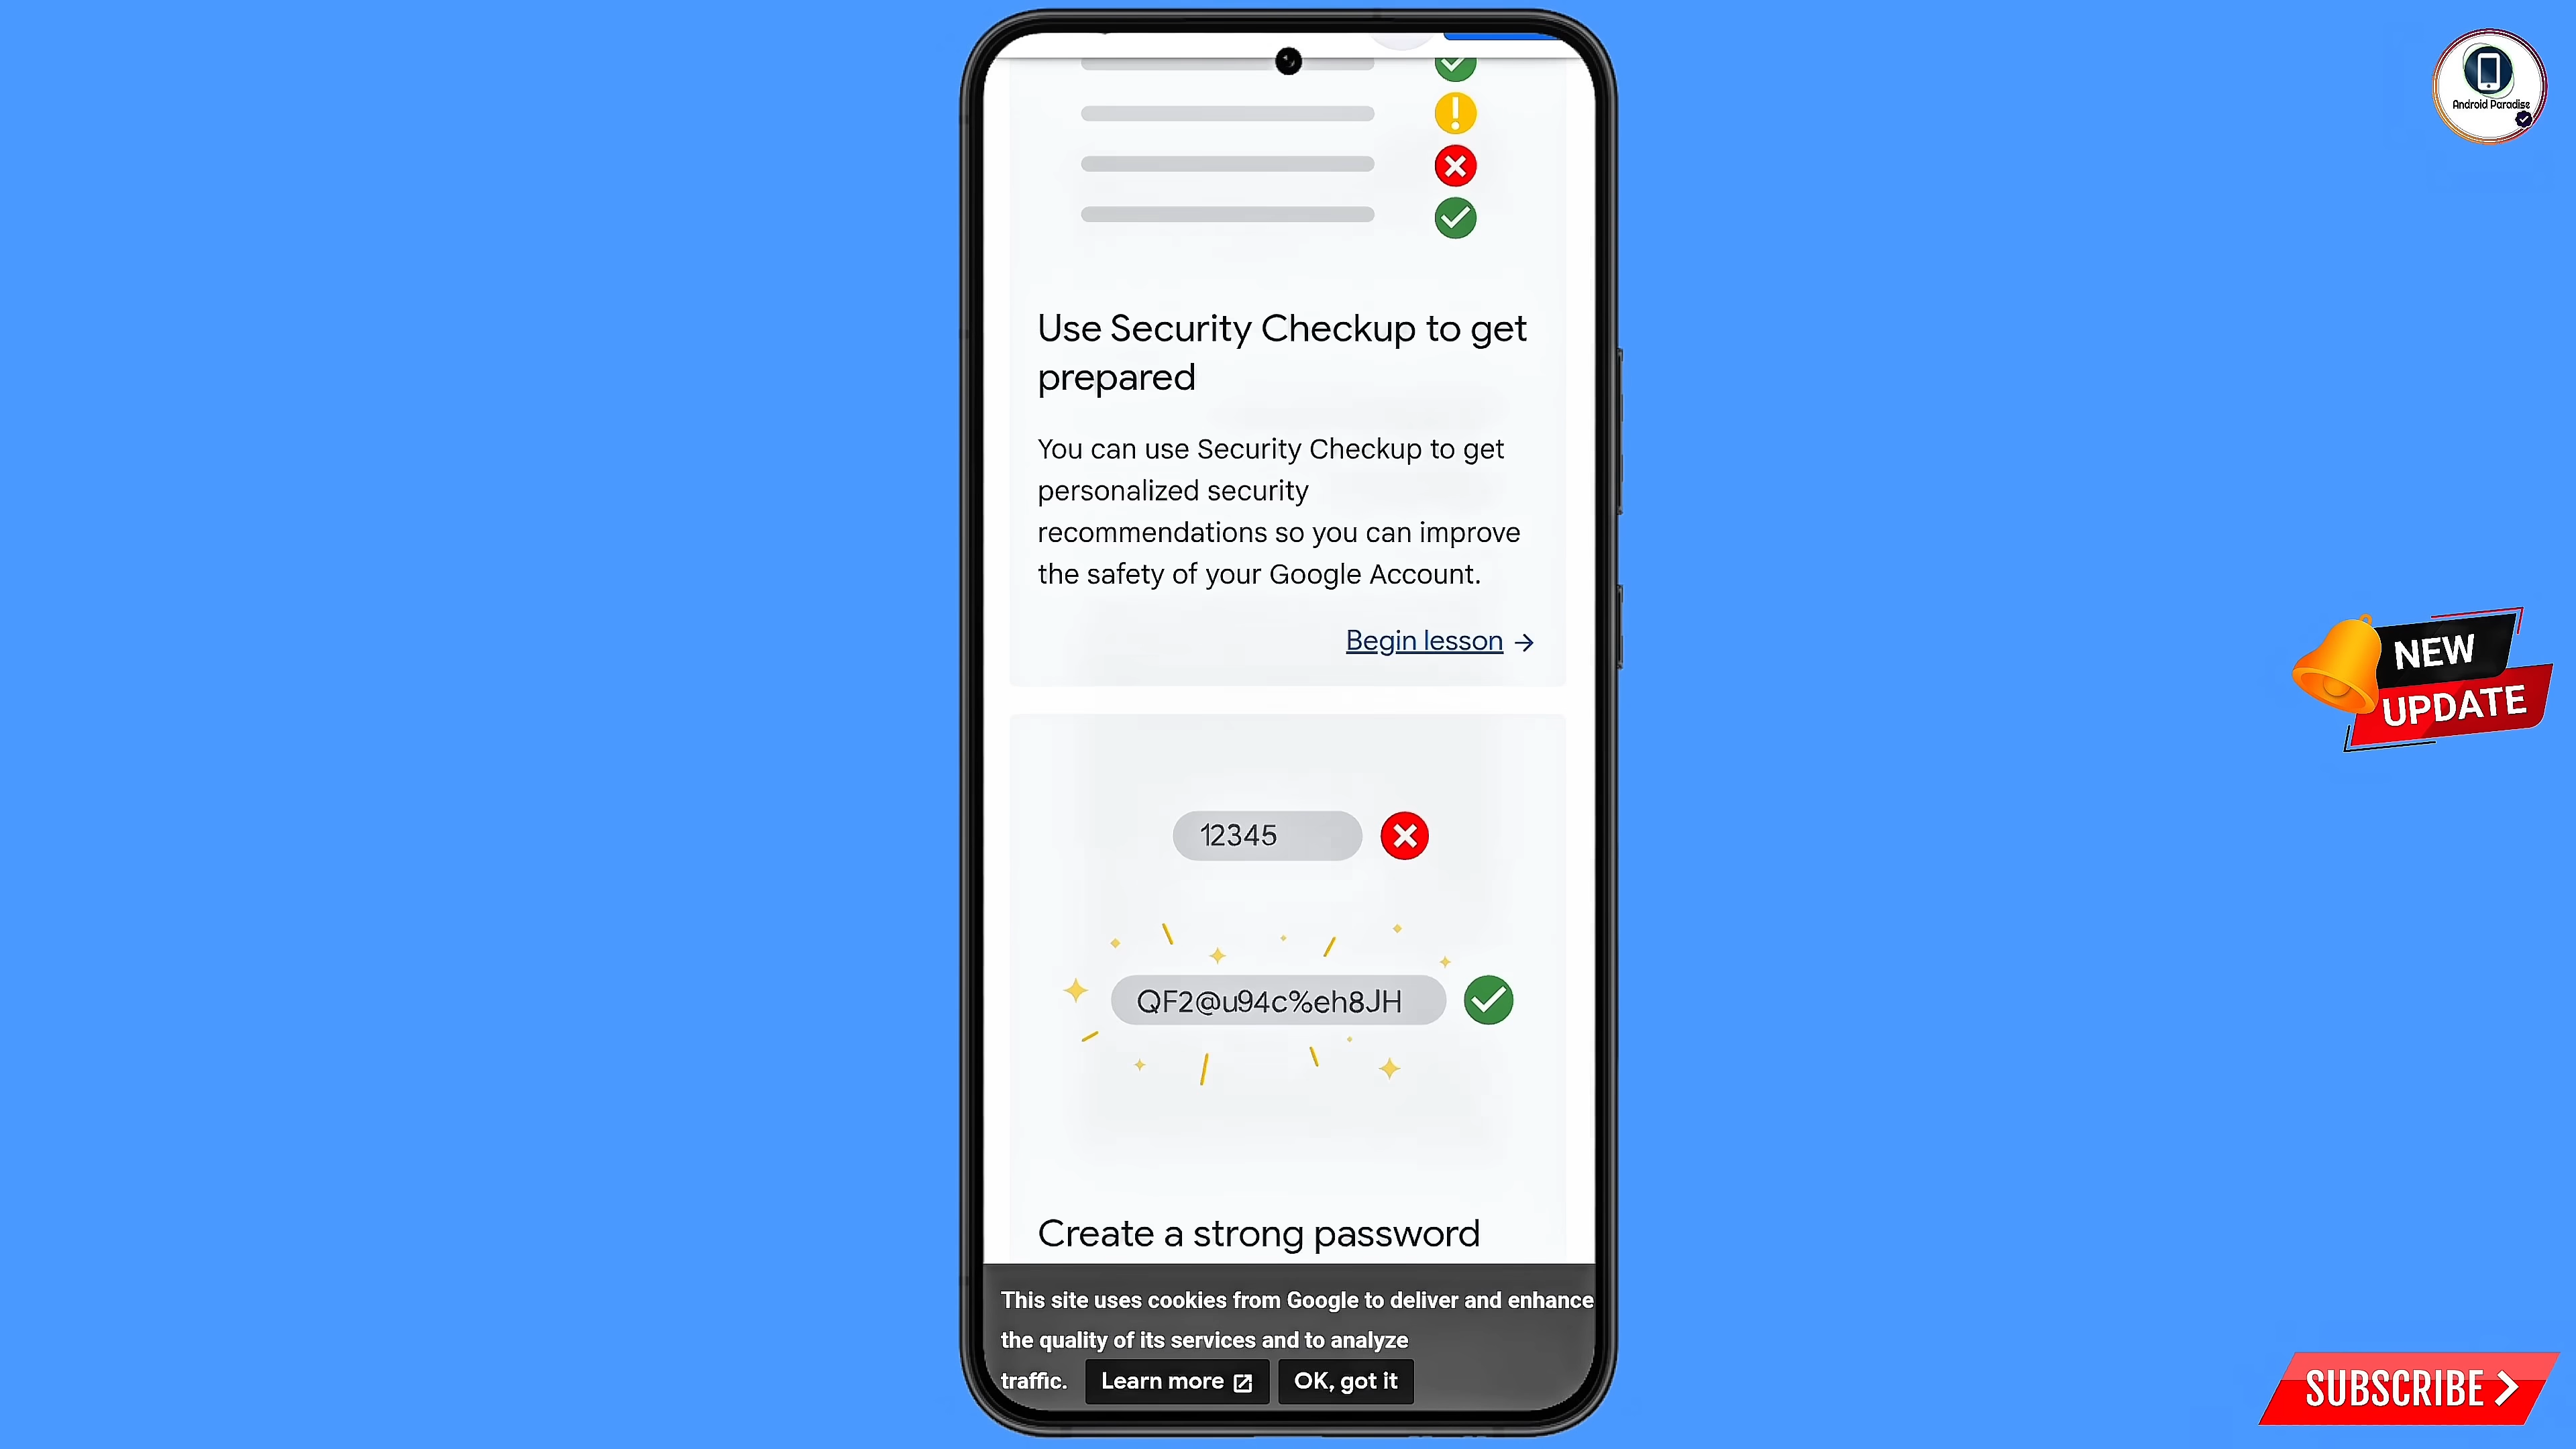 Android Paradise
Use Security Checkup to get
prepared
You can use Security Checkup to get
personalized security
recommendations so you can improve
the safety of your Google Account.
Begin lesson
12345
QF2@u94c%eh8JH
Create a strong password
This site uses cookies from Google to deliver and enhance
the quality of its services and to analyze
traffic. Learn more OK, got it
NEW
UPDATE
SUBSCRIBE